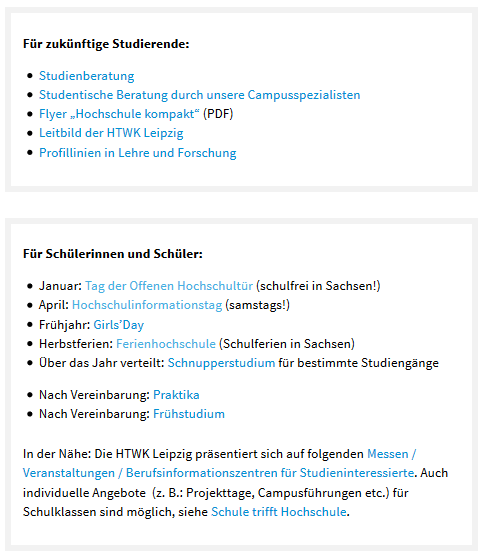 Für zukünftige Studierende:
Studienberatung
Studentische Beratung durch unsere Campusspezialisten
Flyer „Hochschule kompakt“ (PDF)
Leitbild der HTWK Leipzig
Profillinien in Lehre und Forschung
Für Schülerinnen und Schüler:
Januar: Tag der Offenen Hochschultür (schulfrei in Sachsen!)
April: Hochschulinformationstag (samstags!)
Frühjahr: Girls’Day
Herbstferien: Ferienhochschule (Schulferien in Sachsen)
Über das Jahr verteilt: Schnupperstudium für bestimmte Studiengänge
Nach Vereinbarung: Praktika
Nach Vereinbarung: Frühstudium
In der Nähe: Die HTWK Leipzig präsentiert sich auf folgenden Messen /
Veranstaltungen / Berufsinformationszentren für Studieninteressierte. Auch
individuelle Angebote (z. B.: Projekttage, Campusführungen etc.) für
Schulklassen sind möglich, siehe Schule trifft Hochschule.